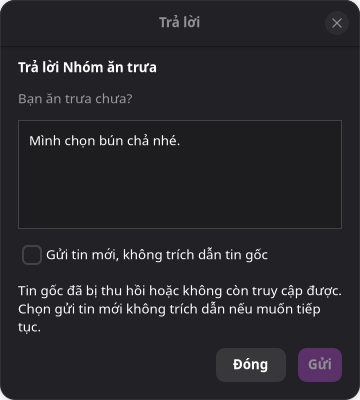 Trả lời
Trả lời Nhóm ăn trưa
Bạn ăn trưa chưa?
Mình chọn bún chả nhé.
Gửi tin mới, không trích dẫn tin gốc
Tin gốc đã bị thu hồi hoặc không còn truy cập được.
Chọn gửi tin mới không trích dẫn nếu muốn tiếp
tục.
Đóng
Gửi